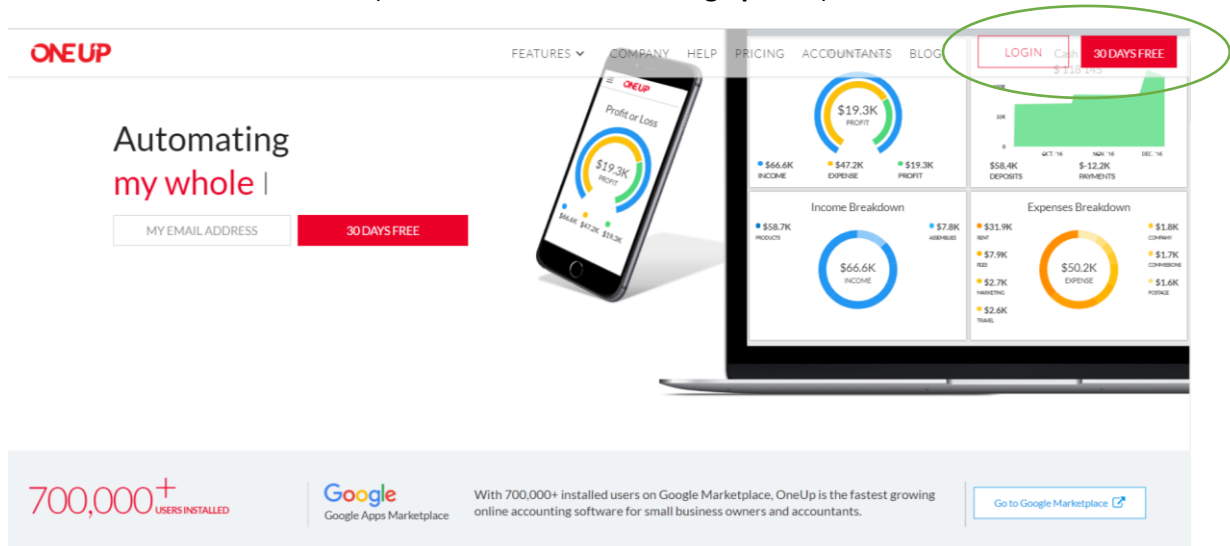 ONEUP
FEATURES COMPANY HELP PRICING ACCOUNTANTS BLOG LOGIN 30 DAYS FREE
Automating
my whole |
MY EMAIL ADDRESS 30 DAYS FREE
ONEUP
Profit or Loss
$19.3K
PROFIT
$66.6K $47.2K $19.3K
$19.3K
PROFIT
$66.6K $47.2K $19.3K
INCOME EXPENSE PROFIT
Cash
$118 143
50K
0
OCT. '16 NOV. '16 DEC. '16
$58,4K $-12,2K
DEPOSITS PAYMENTS
Income Breakdown
$58.7K $7.8K
PRODUCTS ASSEMBLIES
$66.6K
INCOME
Expenses Breakdown
$31.9K $1.8K
RENT COMPANY
$7.9K $1.7K
FEES COMMISSIONS
$50.2K
EXPENSE
$2.7K $1.6K
MARKETING POSTAGE
$2.6K
TRAVEL
700,000+ USERS INSTALLED
Google
Google Apps Marketplace
With 700,000+ installed users on Google Marketplace, OneUp is the fastest growing
online accounting software for small business owners and accountants.
Go to Google Marketplace